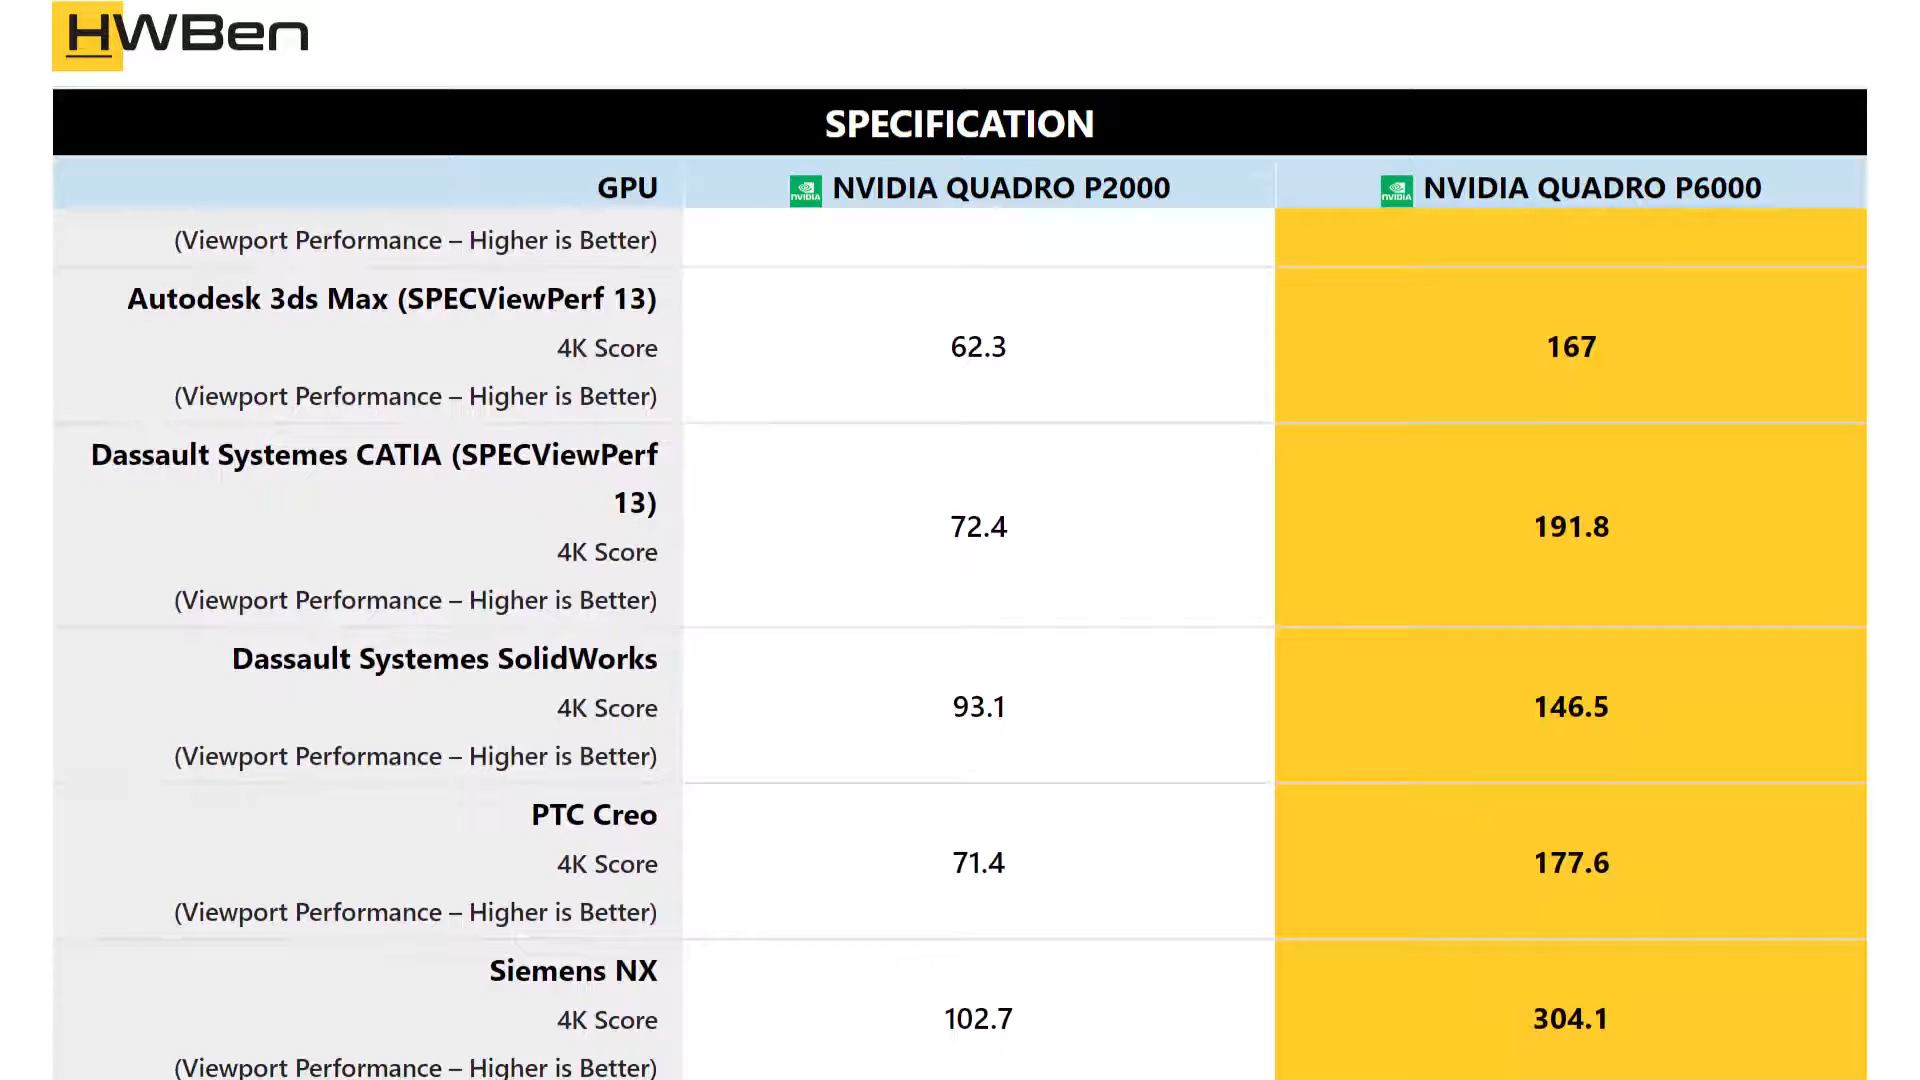 HWBen
SPECIFICATION
GPU
NVIDIA
NVIDIA QUADRO P2000
NVIDIA
NVIDIA QUADRO P6000
(Viewport Performance – Higher is Better)
Autodesk 3ds Max (SPECViewPerf 13)
4K Score
(Viewport Performance – Higher is Better)
62.3
167
Dassault Systemes CATIA (SPECViewPerf
13)
4K Score
(Viewport Performance – Higher is Better)
72.4
191.8
Dassault Systemes SolidWorks
4K Score
(Viewport Performance – Higher is Better)
93.1
146.5
PTC Creo
4K Score
(Viewport Performance – Higher is Better)
71.4
177.6
Siemens NX
4K Score
(Viewport Performance – Higher is Better)
102.7
304.1